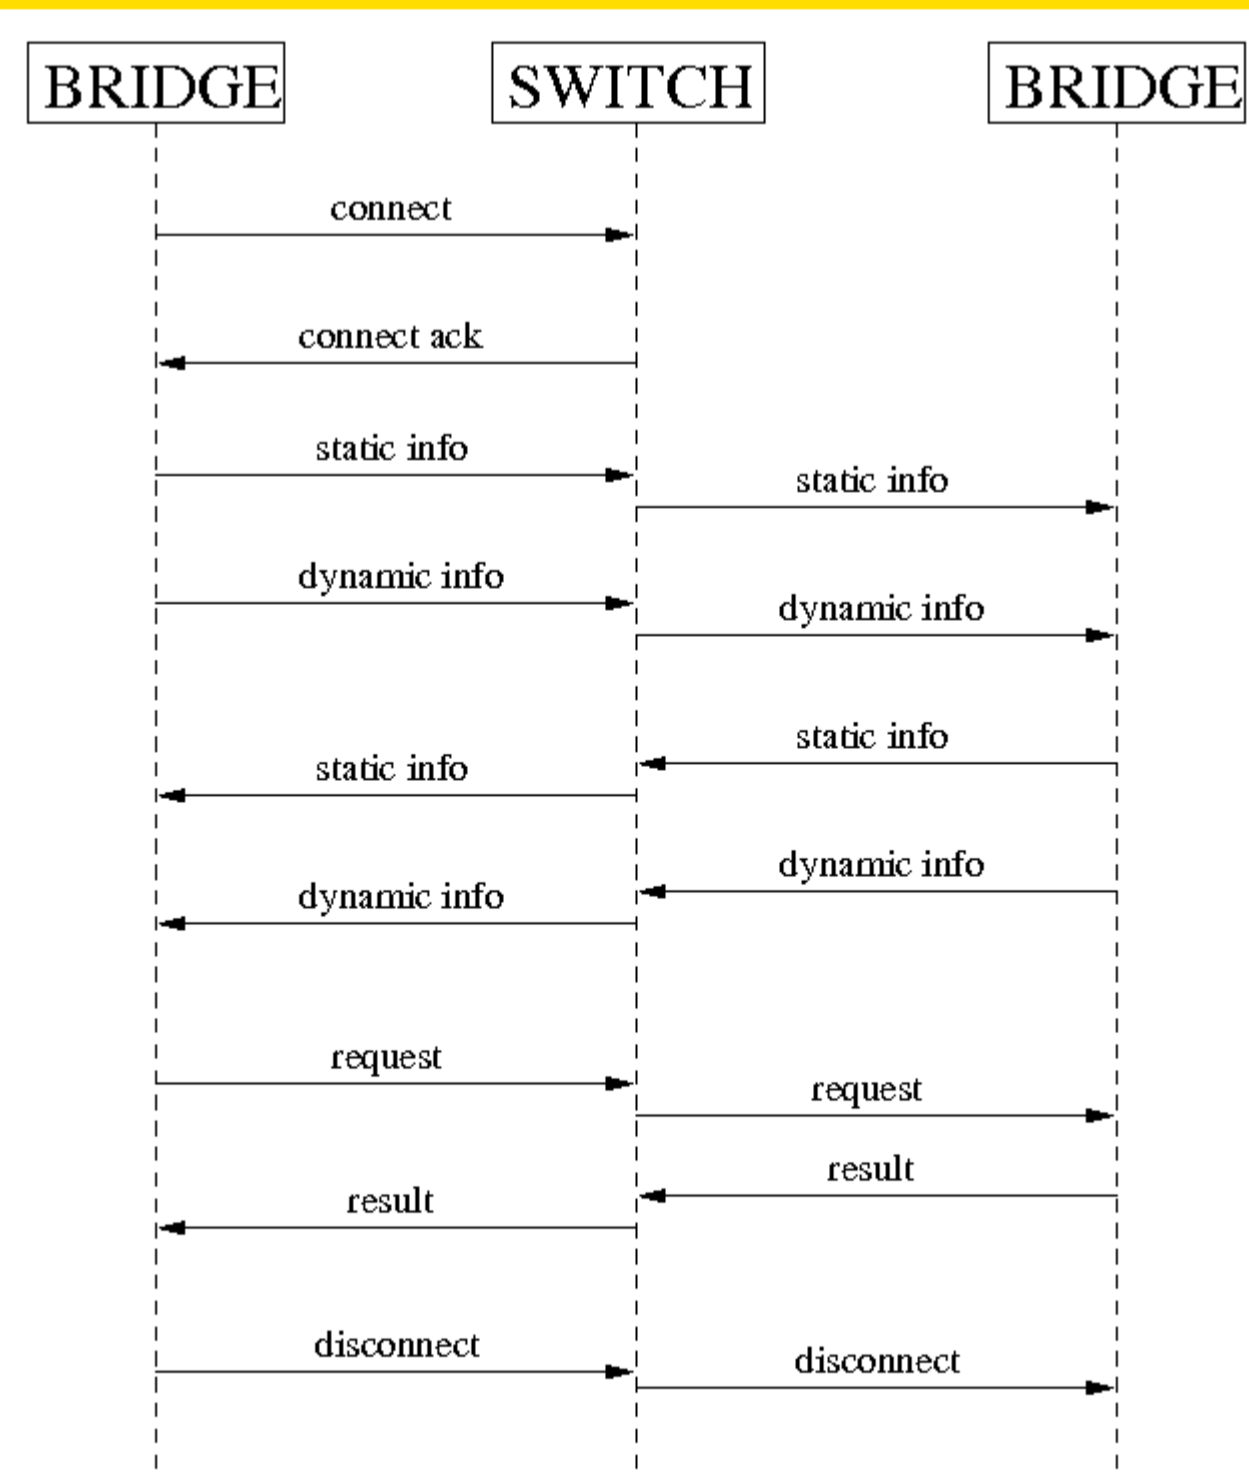 BRIDGE
SWITCH
BRIDGE
connect
connect ack
static info
static info
dynamic info
dynamic info
static info
static info
dynamic info
dynamic info
request
request
result
result
disconnect
disconnect